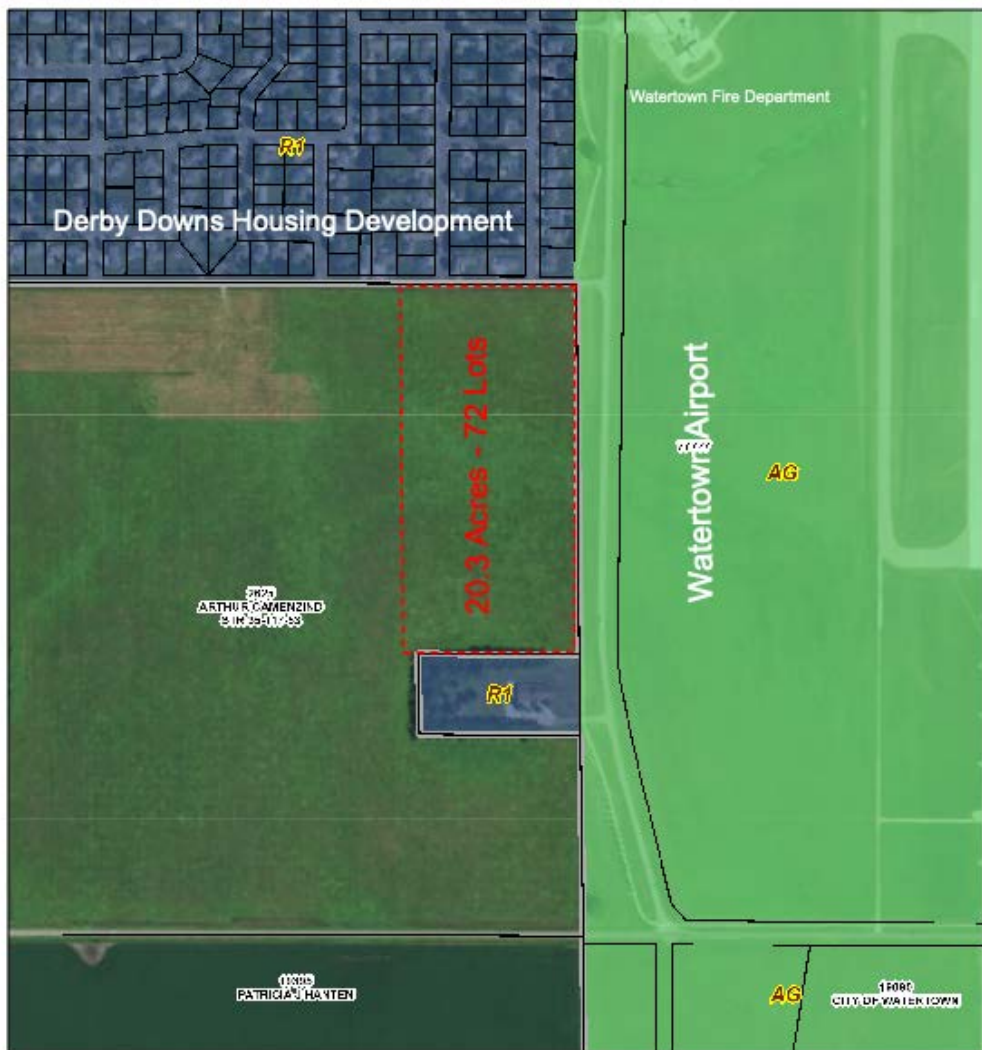 Watertown Fire Department
R1
Derby Downs Housing Development
20.3 Acres - 72 Lots
Watertown Airport
AG
ARTHUR CAMENZIND
R1
PATRICIA J HANTEN
AG
CITY OF WATERTOWN